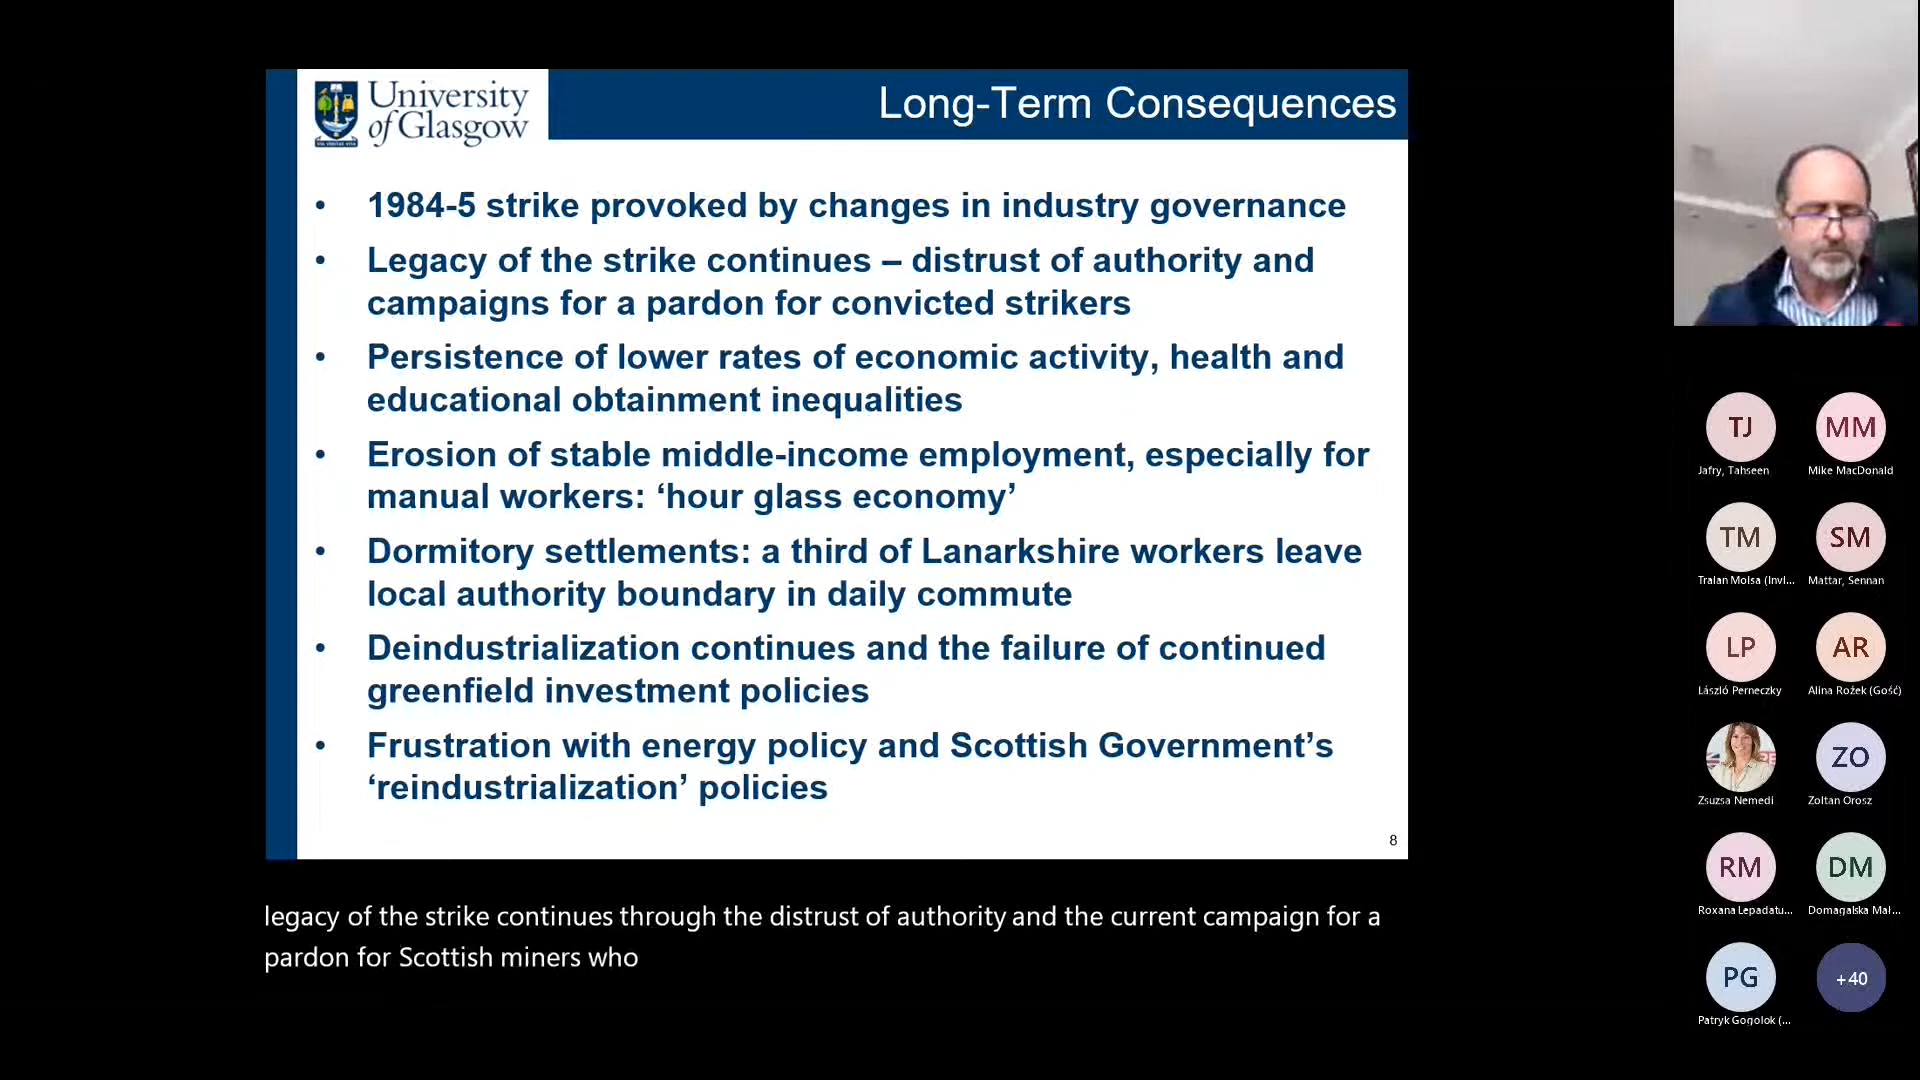 University
of Glasgow
Long-Term Consequences
• 1984-5 strike provoked by changes in industry governance
• Legacy of the strike continues – distrust of authority and
campaigns for a pardon for convicted strikers
• Persistence of lower rates of economic activity, health and
educational obtainment inequalities
• Erosion of stable middle-income employment, especially for
manual workers: ‘hour glass economy’
• Dormitory settlements: a third of Lanarkshire workers leave
local authority boundary in daily commute
• Deindustrialization continues and the failure of continued
greenfield investment policies
• Frustration with energy policy and Scottish Government’s
‘reindustrialization’ policies
8
legacy of the strike continues through the distrust of authority and the current campaign for a
pardon for Scottish miners who
TJ
Jafry, Tahseen
MM
Mike MacDonald
TM
Traian Moisa (Invi...
SM
Mattar, Sennan
LP
László Perneczky
AR
Alina Rożek (Gość)
Zsuzsa Nemedi
ZO
Zoltan Orosz
RM
Roxana Lepadatu...
DM
Domagalska Mał...
PG
Patryk Gogolok (...
+40